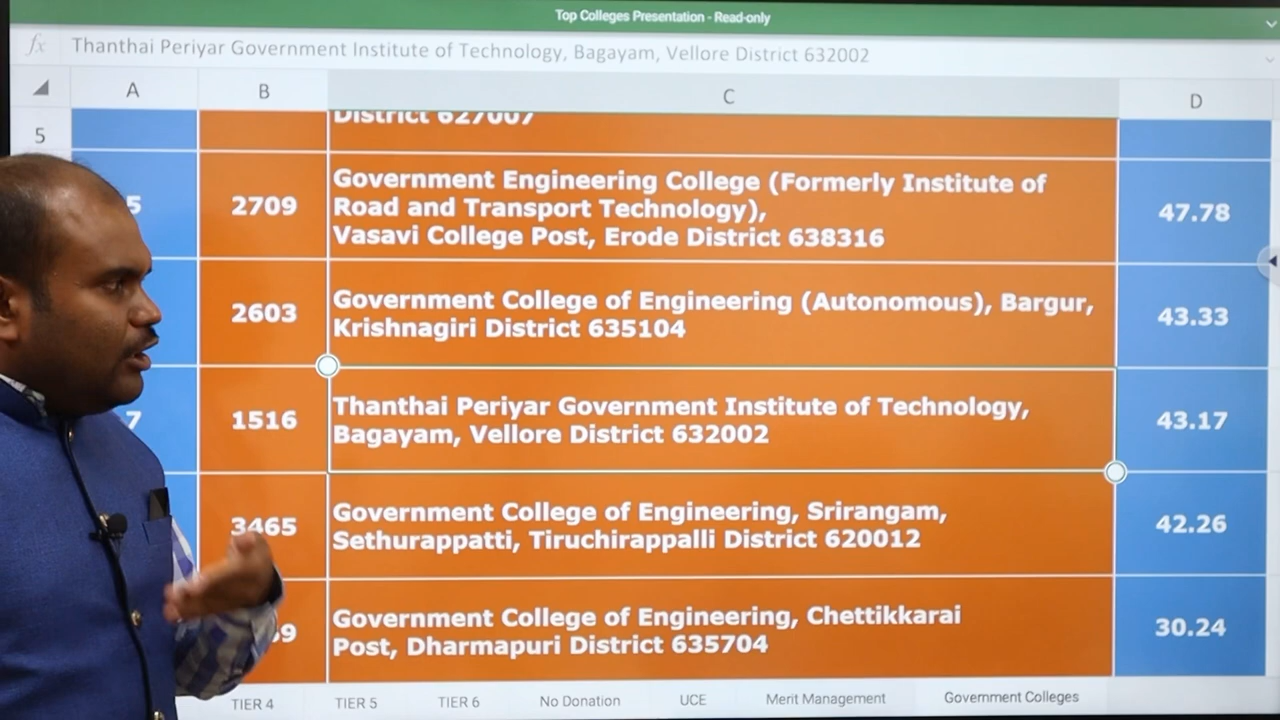 Top Colleges Presentation - Read-only
fx Thanthai Periyar Government Institute of Technology, Bagayam, Vellore District 632002
A B C D
5
District 627007
5 2709
Government Engineering College (Formerly Institute of
Road and Transport Technology),
Vasavi College Post, Erode District 638316
47.78
2603
Government College of Engineering (Autonomous), Bargur,
Krishnagiri District 635104
43.33
7 1516
Thanthai Periyar Government Institute of Technology,
Bagayam, Vellore District 632002
43.17
3465
Government College of Engineering, Srirangam,
Sethurappatti, Tiruchirappalli District 620012
42.26
Government College of Engineering, Chettikkarai
Post, Dharmapuri District 635704
30.24
TIER 4 TIER 5 TIER 6 No Donation UCE Merit Management Government Colleges